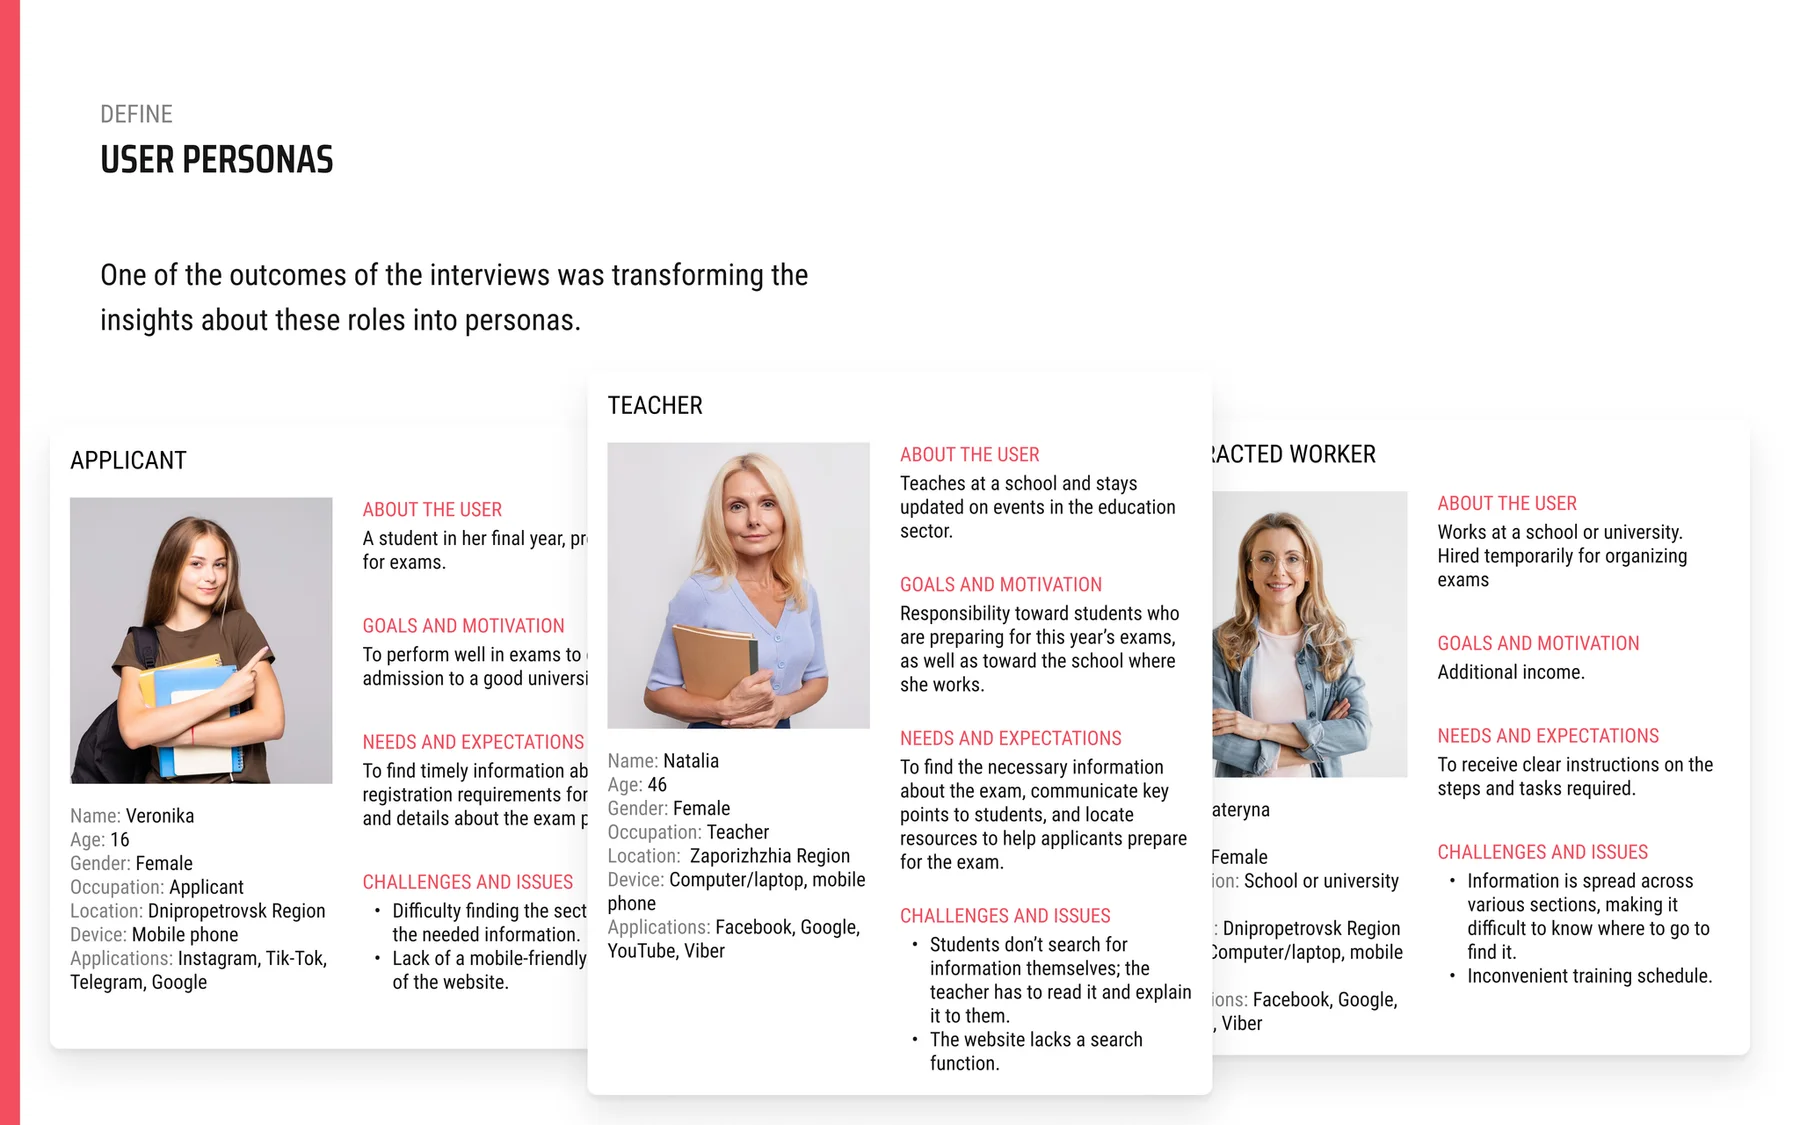 DEFINE
USER PERSONAS
One of the outcomes of the interviews was transforming the
insights about these roles into personas.
APPLICANT
ABOUT THE USER
A student in her final year,
for exams.
GOALS AND MOTIVATION
To perform well in exams to
admission to a good
NEEDS AND EXPECTATIONS
To find timely information
registration requirements for
and details about the exam
CHALLENGES AND ISSUES
• Difficulty finding the
the needed information.
• Lack of a mobile-friendly
of the website.
Name: Veronika
Age: 16
Gender: Female
Occupation: Applicant
Location: Dnipropetrovsk Region
Device: Mobile phone
Applications: Instagram, Tik-Tok,
Telegram, Google
TEACHER
Name: Natalia
Age: 46
Gender: Female
Occupation: Teacher
Location: Zaporizhzhia Region
Device: Computer/laptop, mobile
phone
Applications: Facebook, Google,
YouTube, Viber
ABOUT THE USER
Teaches at a school and stays
updated on events in the education
sector.
GOALS AND MOTIVATION
Responsibility toward students who
are preparing for this year’s exams,
as well as toward the school where
she works.
NEEDS AND EXPECTATIONS
To find the necessary information
about the exam, communicate key
points to students, and locate
resources to help applicants prepare
for the exam.
CHALLENGES AND ISSUES
• Students don’t search for
information themselves; the
teacher has to read it and explain
it to them.
• The website lacks a search
function.
RACTED WORKER
ateryna
Female
ion: School or university
: Dnipropetrovsk Region
Computer/laptop, mobile
ions: Facebook, Google,
, Viber
ABOUT THE USER
Works at a school or university.
Hired temporarily for organizing
exams
GOALS AND MOTIVATION
Additional income.
NEEDS AND EXPECTATIONS
To receive clear instructions on the
steps and tasks required.
CHALLENGES AND ISSUES
• Information is spread across
various sections, making it
difficult to know where to go to
find it.
• Inconvenient training schedule.